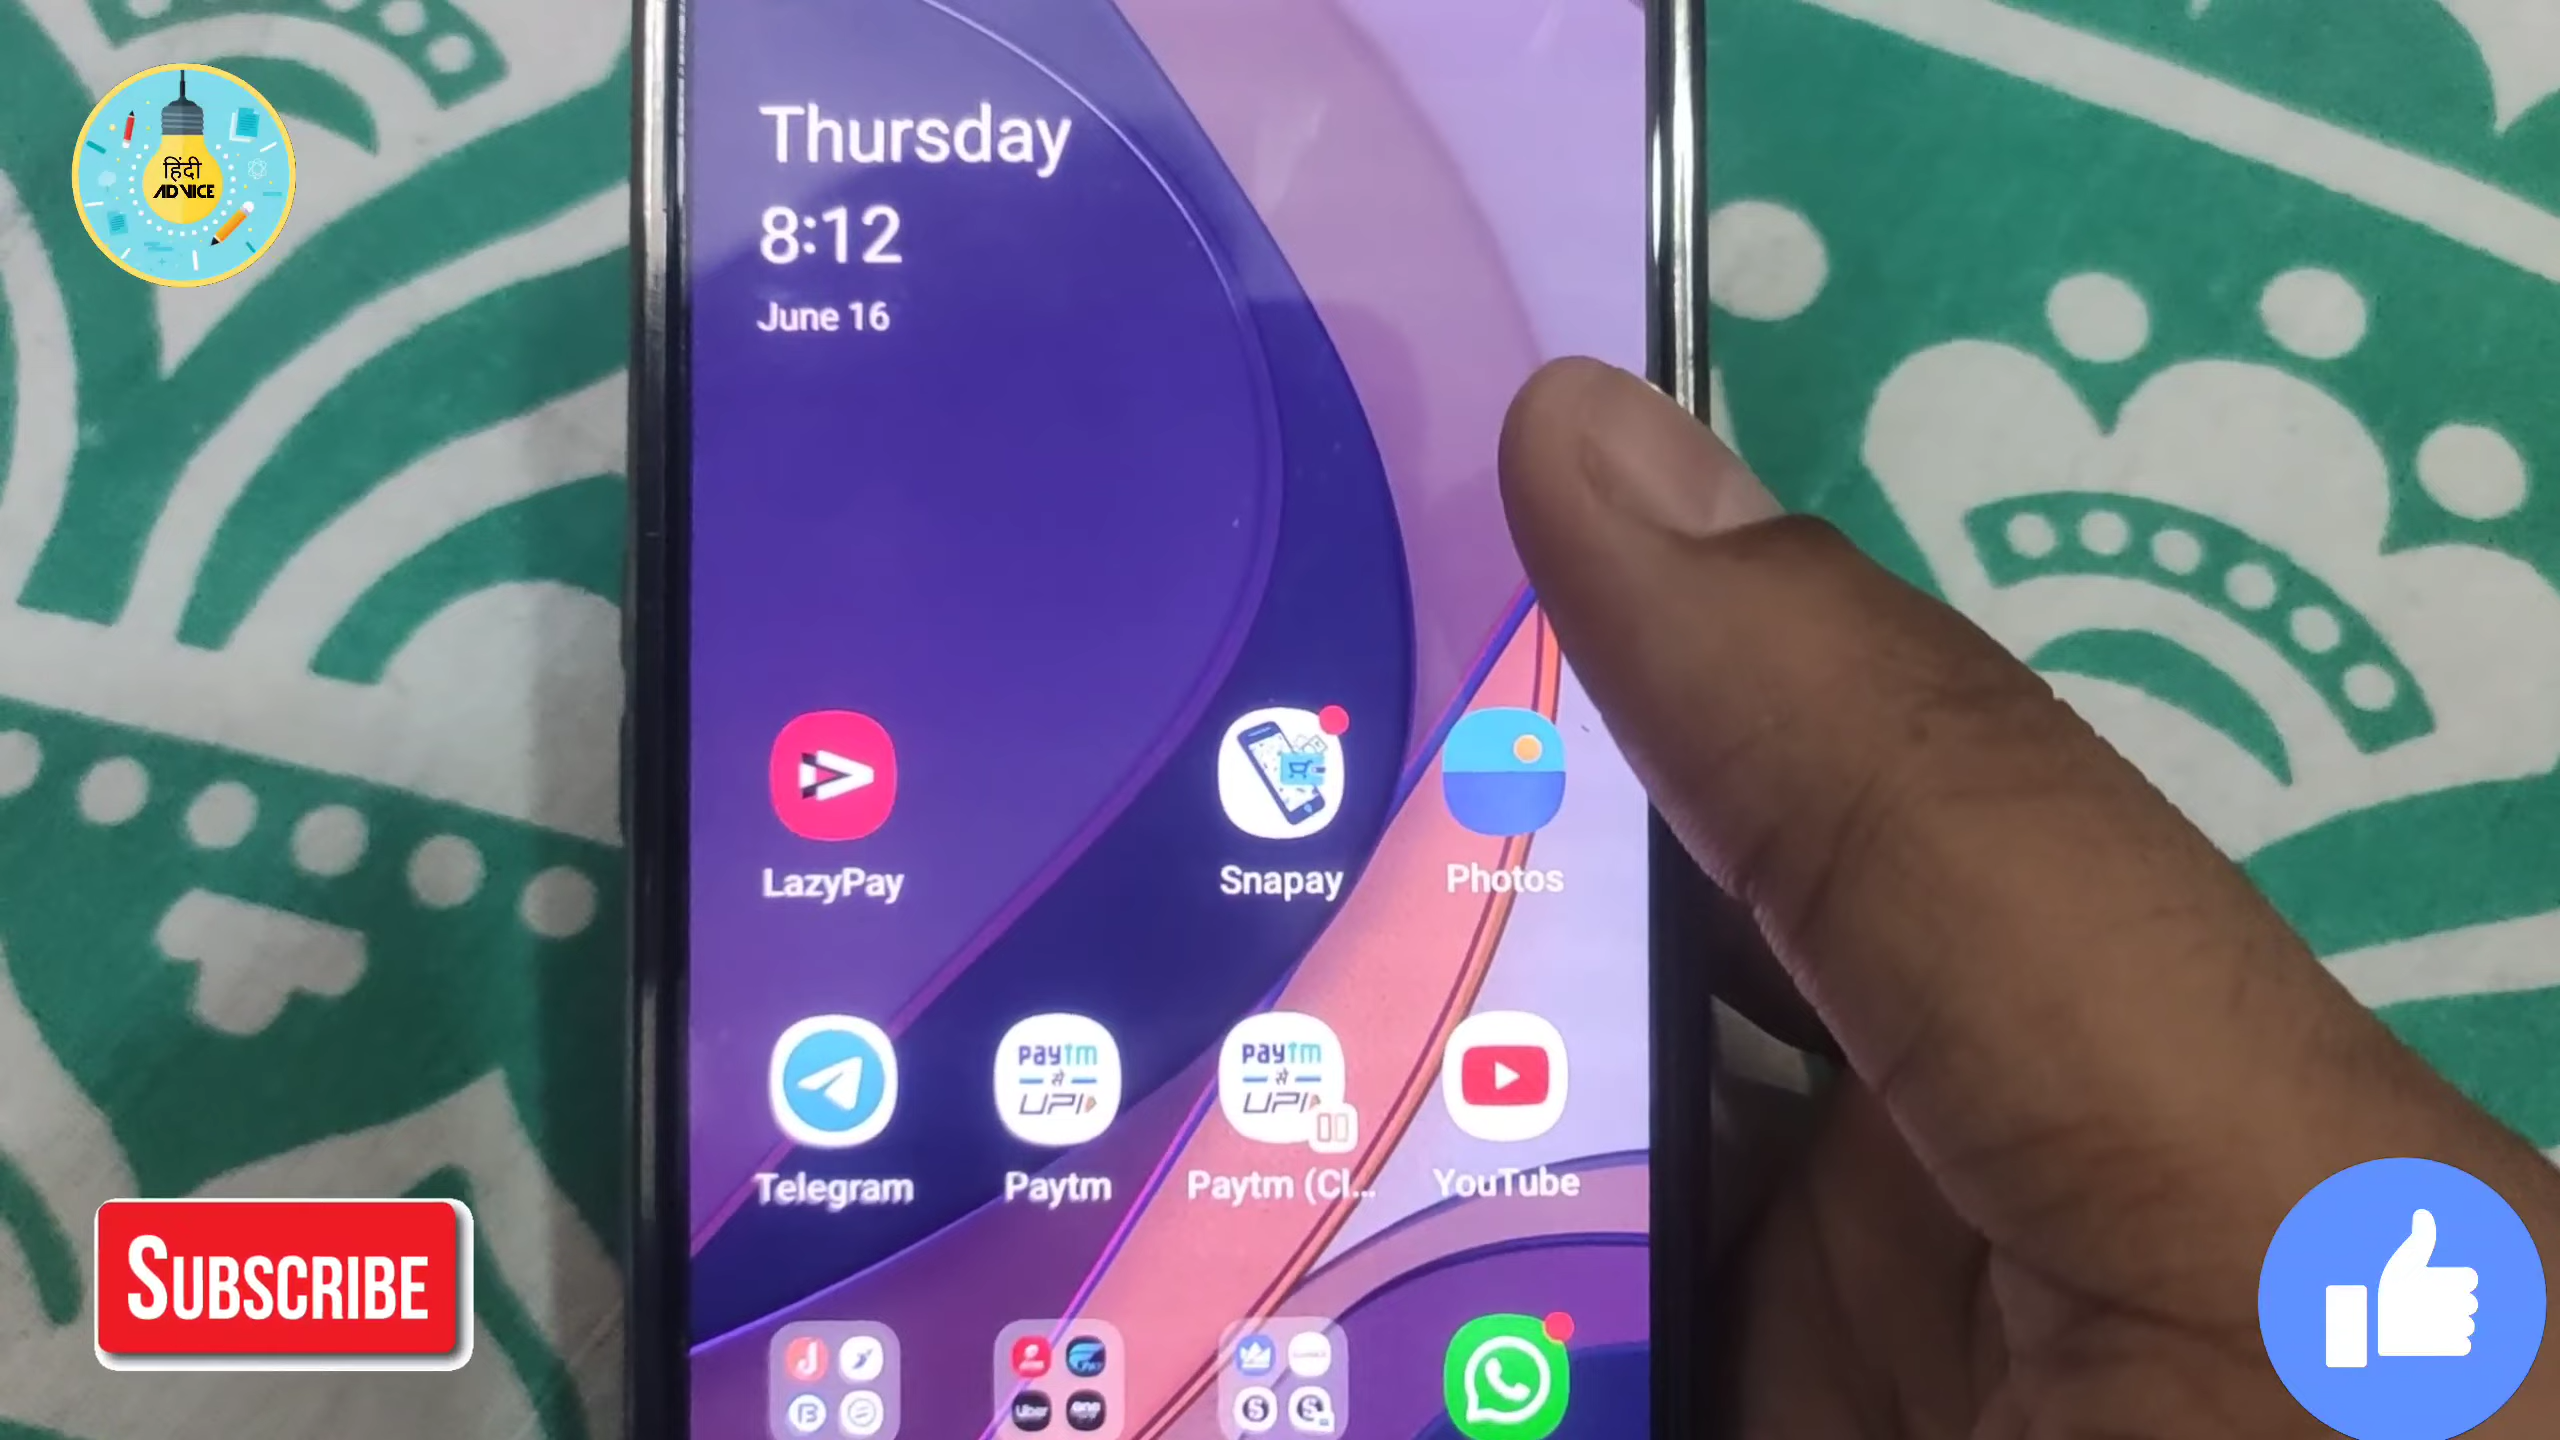 हिंदी
ADVICE
Thursday
8:12
June 16
LazyPay
Snapay
Photos
paytm
से
UPI
paytm
से
UPI
Telegram
Paytm
Paytm (Cl...
YouTube
Uber
SUBSCRIBE